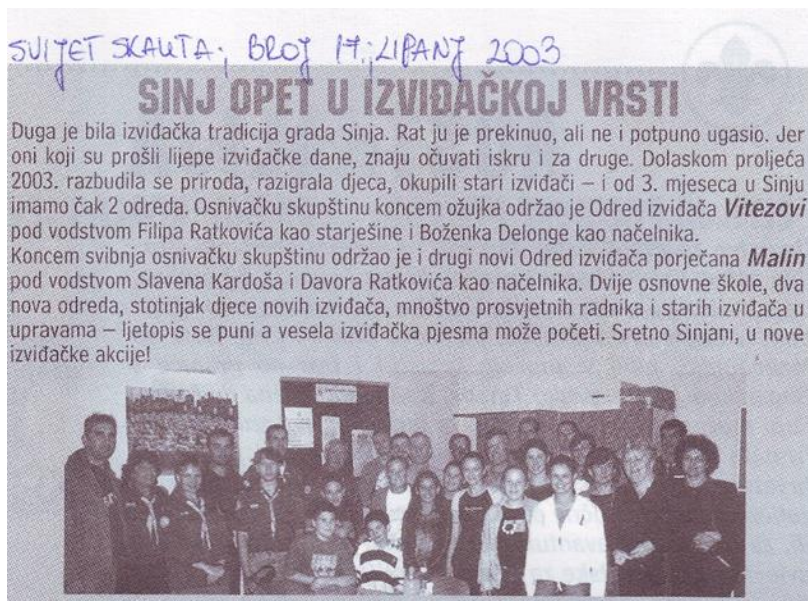 SVIJET SKAUTA; BROJ 17.; LIPANJ 2003
SINJ OPET U IZVIĐAČKOJ VRSTI
Duga je bila izviđačka tradicija grada Sinja. Rat ju je prekinuo, ali ne i potpuno ugasio. Jer
oni koji su prošli lijepe izviđačke dane, znaju očuvati iskru i za druge. Dolaskom proljeća
2003. razbudila se priroda, razigrala djeca, okupili stari izviđači – i od 3. mjeseca u Sinju
imamo čak 2 odreda. Osnivačku skupštinu koncem ožujka održao je Odred izviđača Vitezovi
pod vodstvom Filipa Ratkovića kao starješine i Boženka Delonge kao načelnika.
Koncem svibnja osnivačku skupštinu održao je i drugi novi Odred izviđača porječana Malin
pod vodstvom Slavena Kardoša i Davora Ratkovića kao načelnika. Dvije osnovne škole, dva
nova odreda, stotinjak djece novih izviđača, mnoštvo prosvjetnih radnika i starih izviđača u
upravama – ljetopis se puni a vesela izviđačka pjesma može početi. Sretno Sinjani, u nove
izviđačke akcije!